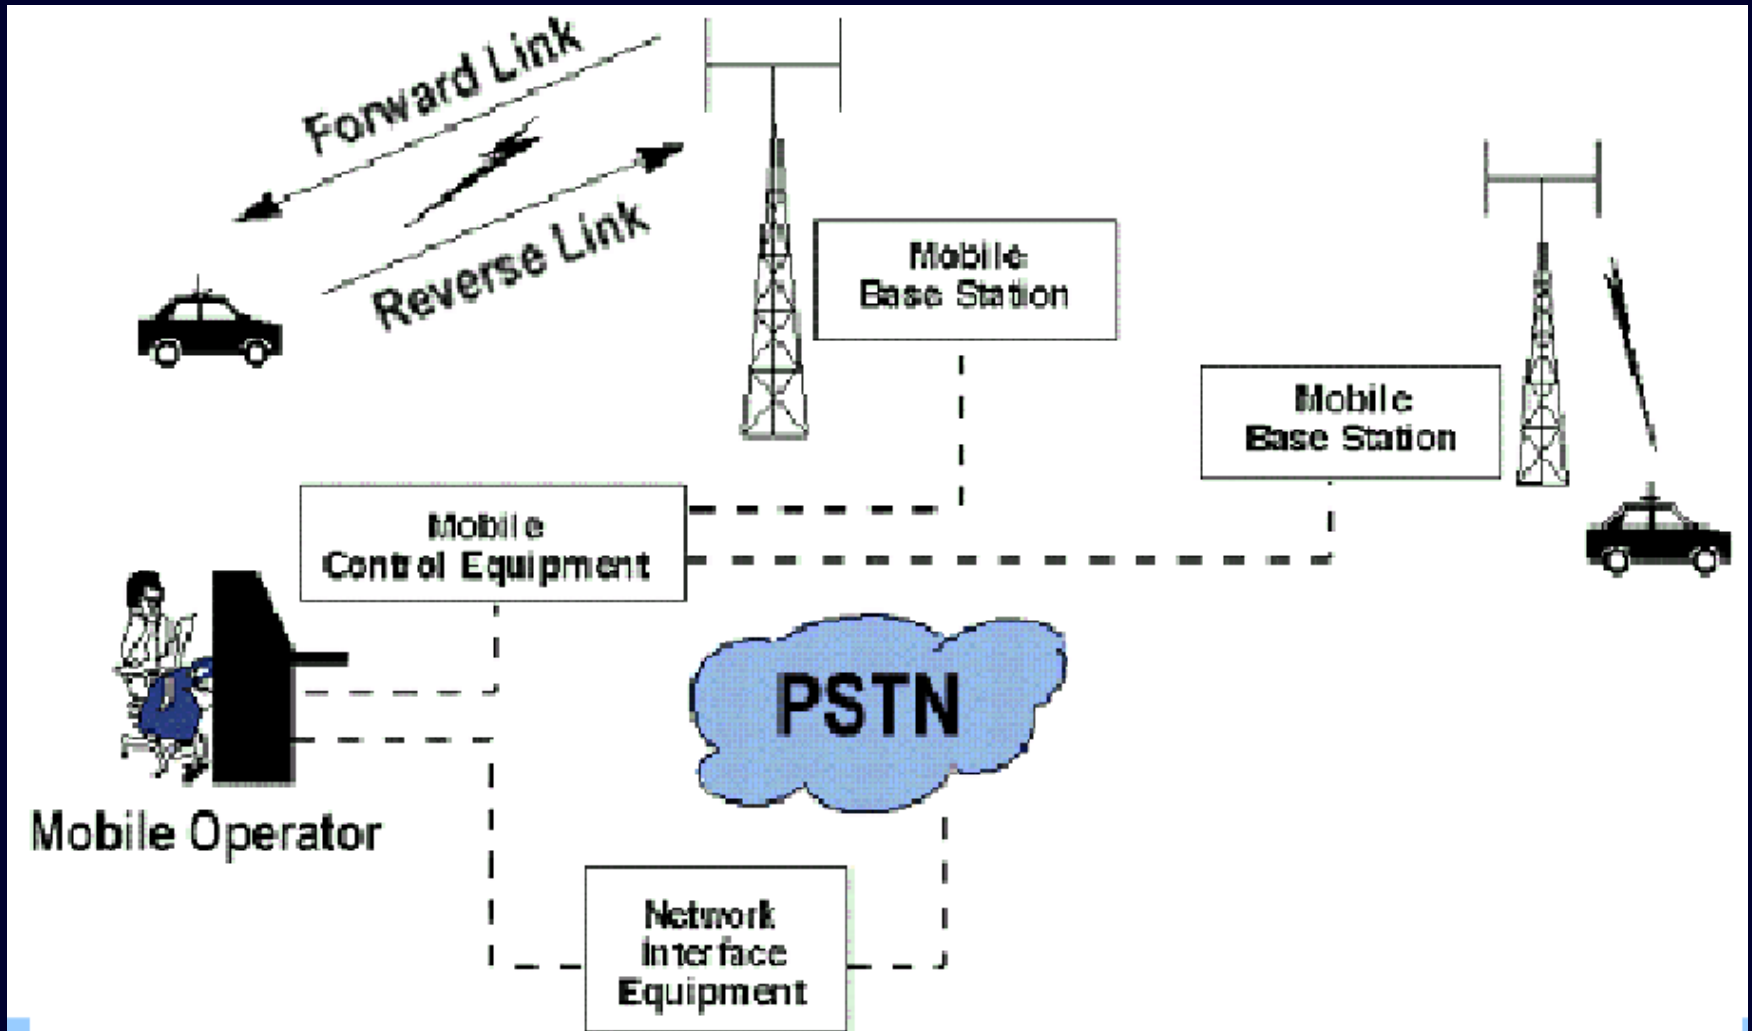 Forward Link
Reverse Link
Mobile
Base Station
Mobile
Base Station
Mobile
Control Equipment
PSTN
Mobile Operator
Network
Interface
Equipment